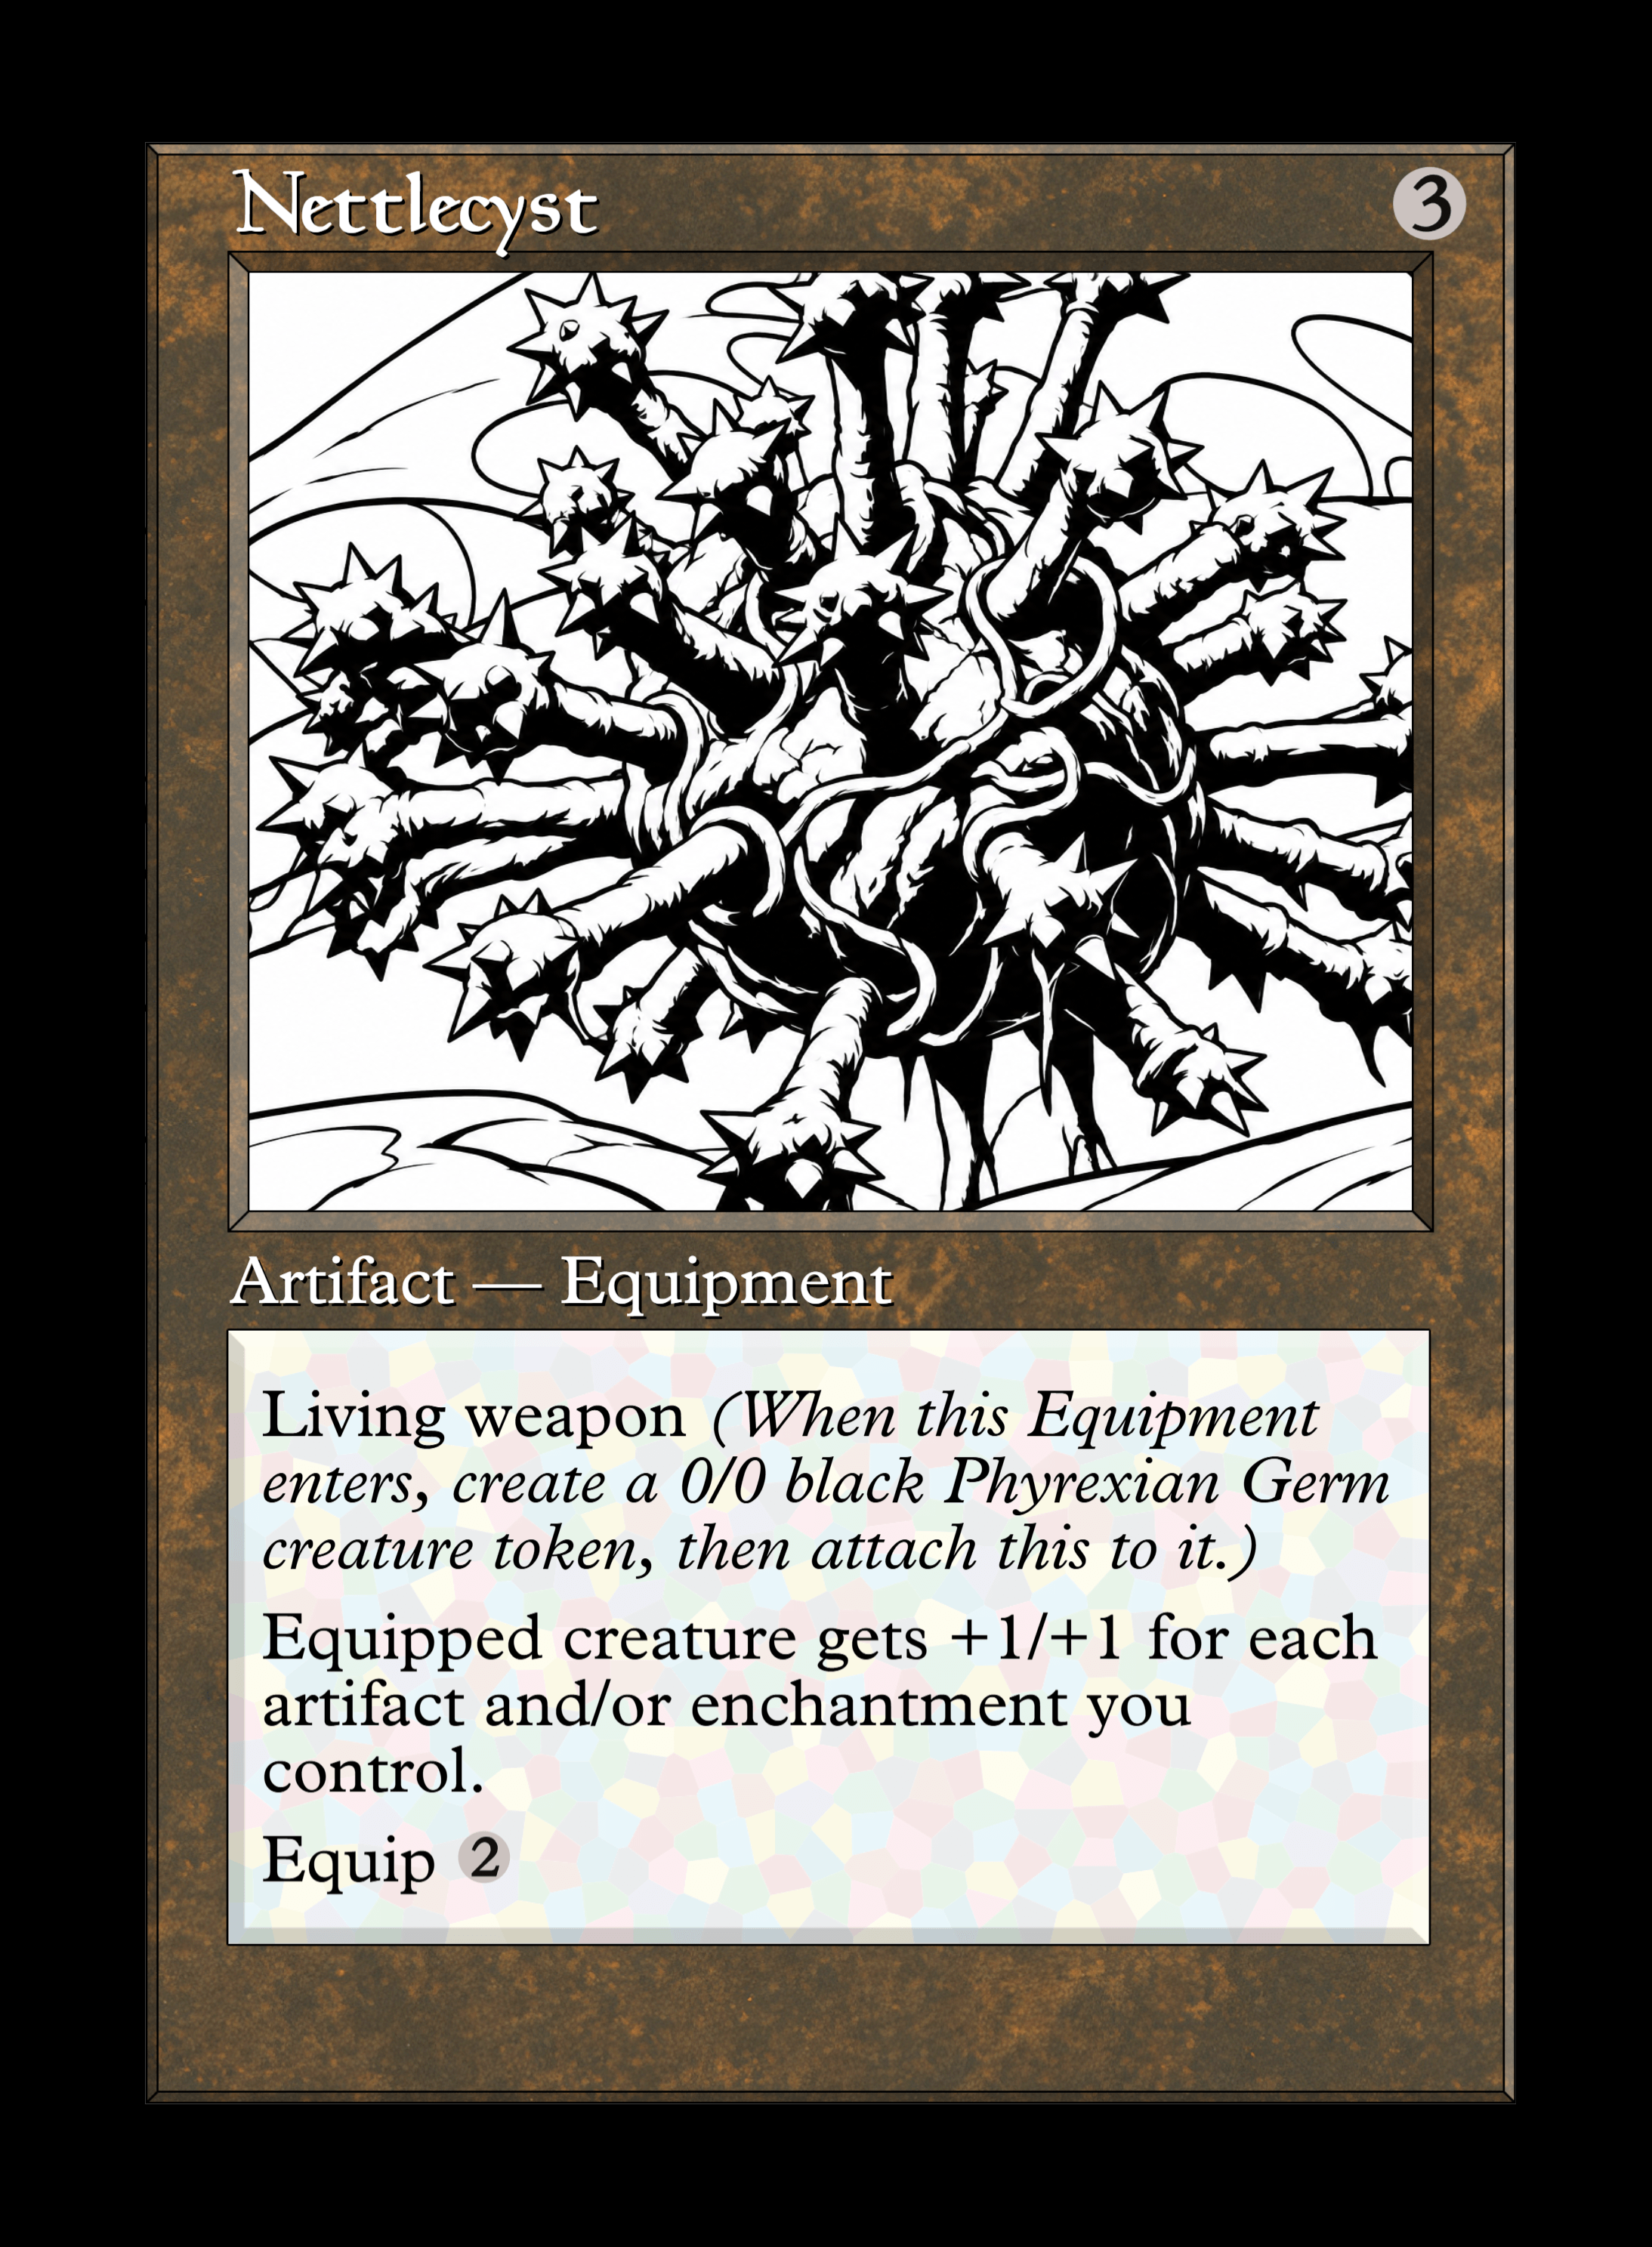 Nettlecyst 3
Artifact — Equipment
Living weapon (When this Equipment
enters, create a 0/0 black Phyrexian Germ
creature token, then attach this to it.)
Equipped creature gets +1/+1 for each
artifact and/or enchantment you
control.
Equip 2